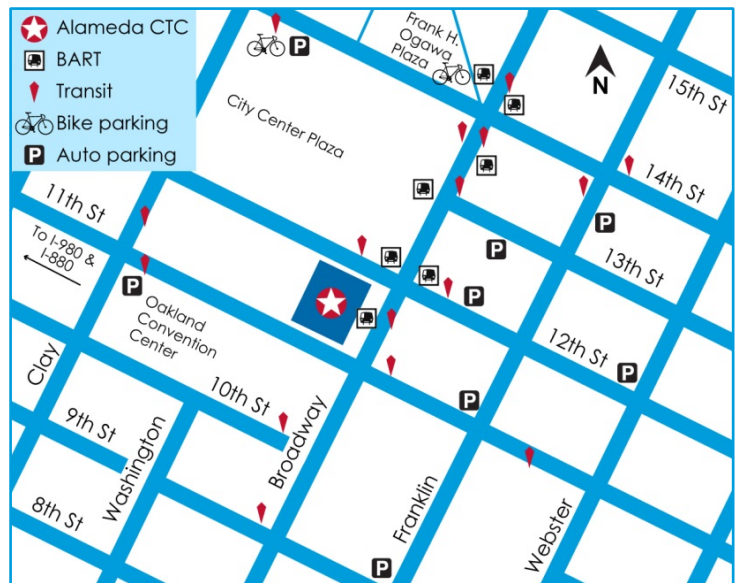 Alameda CTC
BART
Transit
Bike parking
P Auto parking
P
Frank H.
Ogawa
Plaza
N
15th St
City Center Plaza
14th St
11th St
P
To I-980 &
I-880
P
13th St
P
P
Oakland
Convention
Center
12th St
P
Clay
10th St
P
9th St
Washington
Broadway
8th St
Franklin
Webster
P